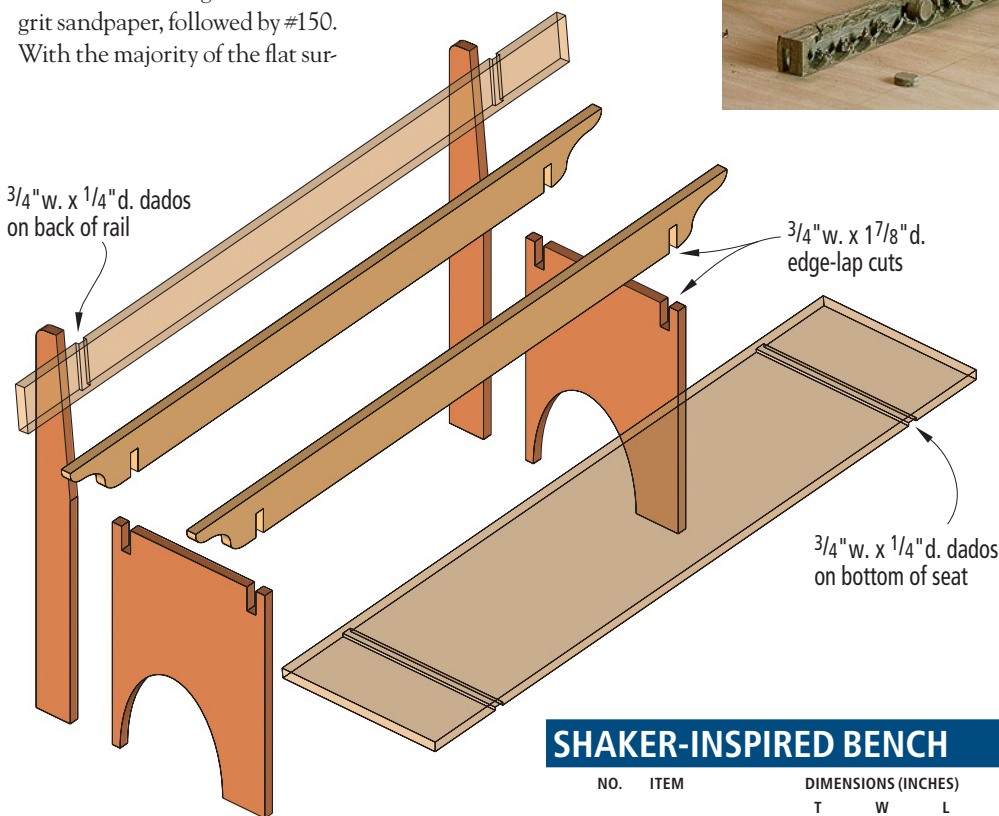 grit sandpaper, followed by #150.
With the majority of the flat sur-
3/4"w. x 1/4"d. dados
on back of rail
3/4"w. x 1 7/8"d.
edge-lap cuts
3/4"w. x 1/4"d. dados
on bottom of seat
SHAKER-INSPIRED BENCH
NO. ITEM DIMENSIONS (INCHES)
T W L